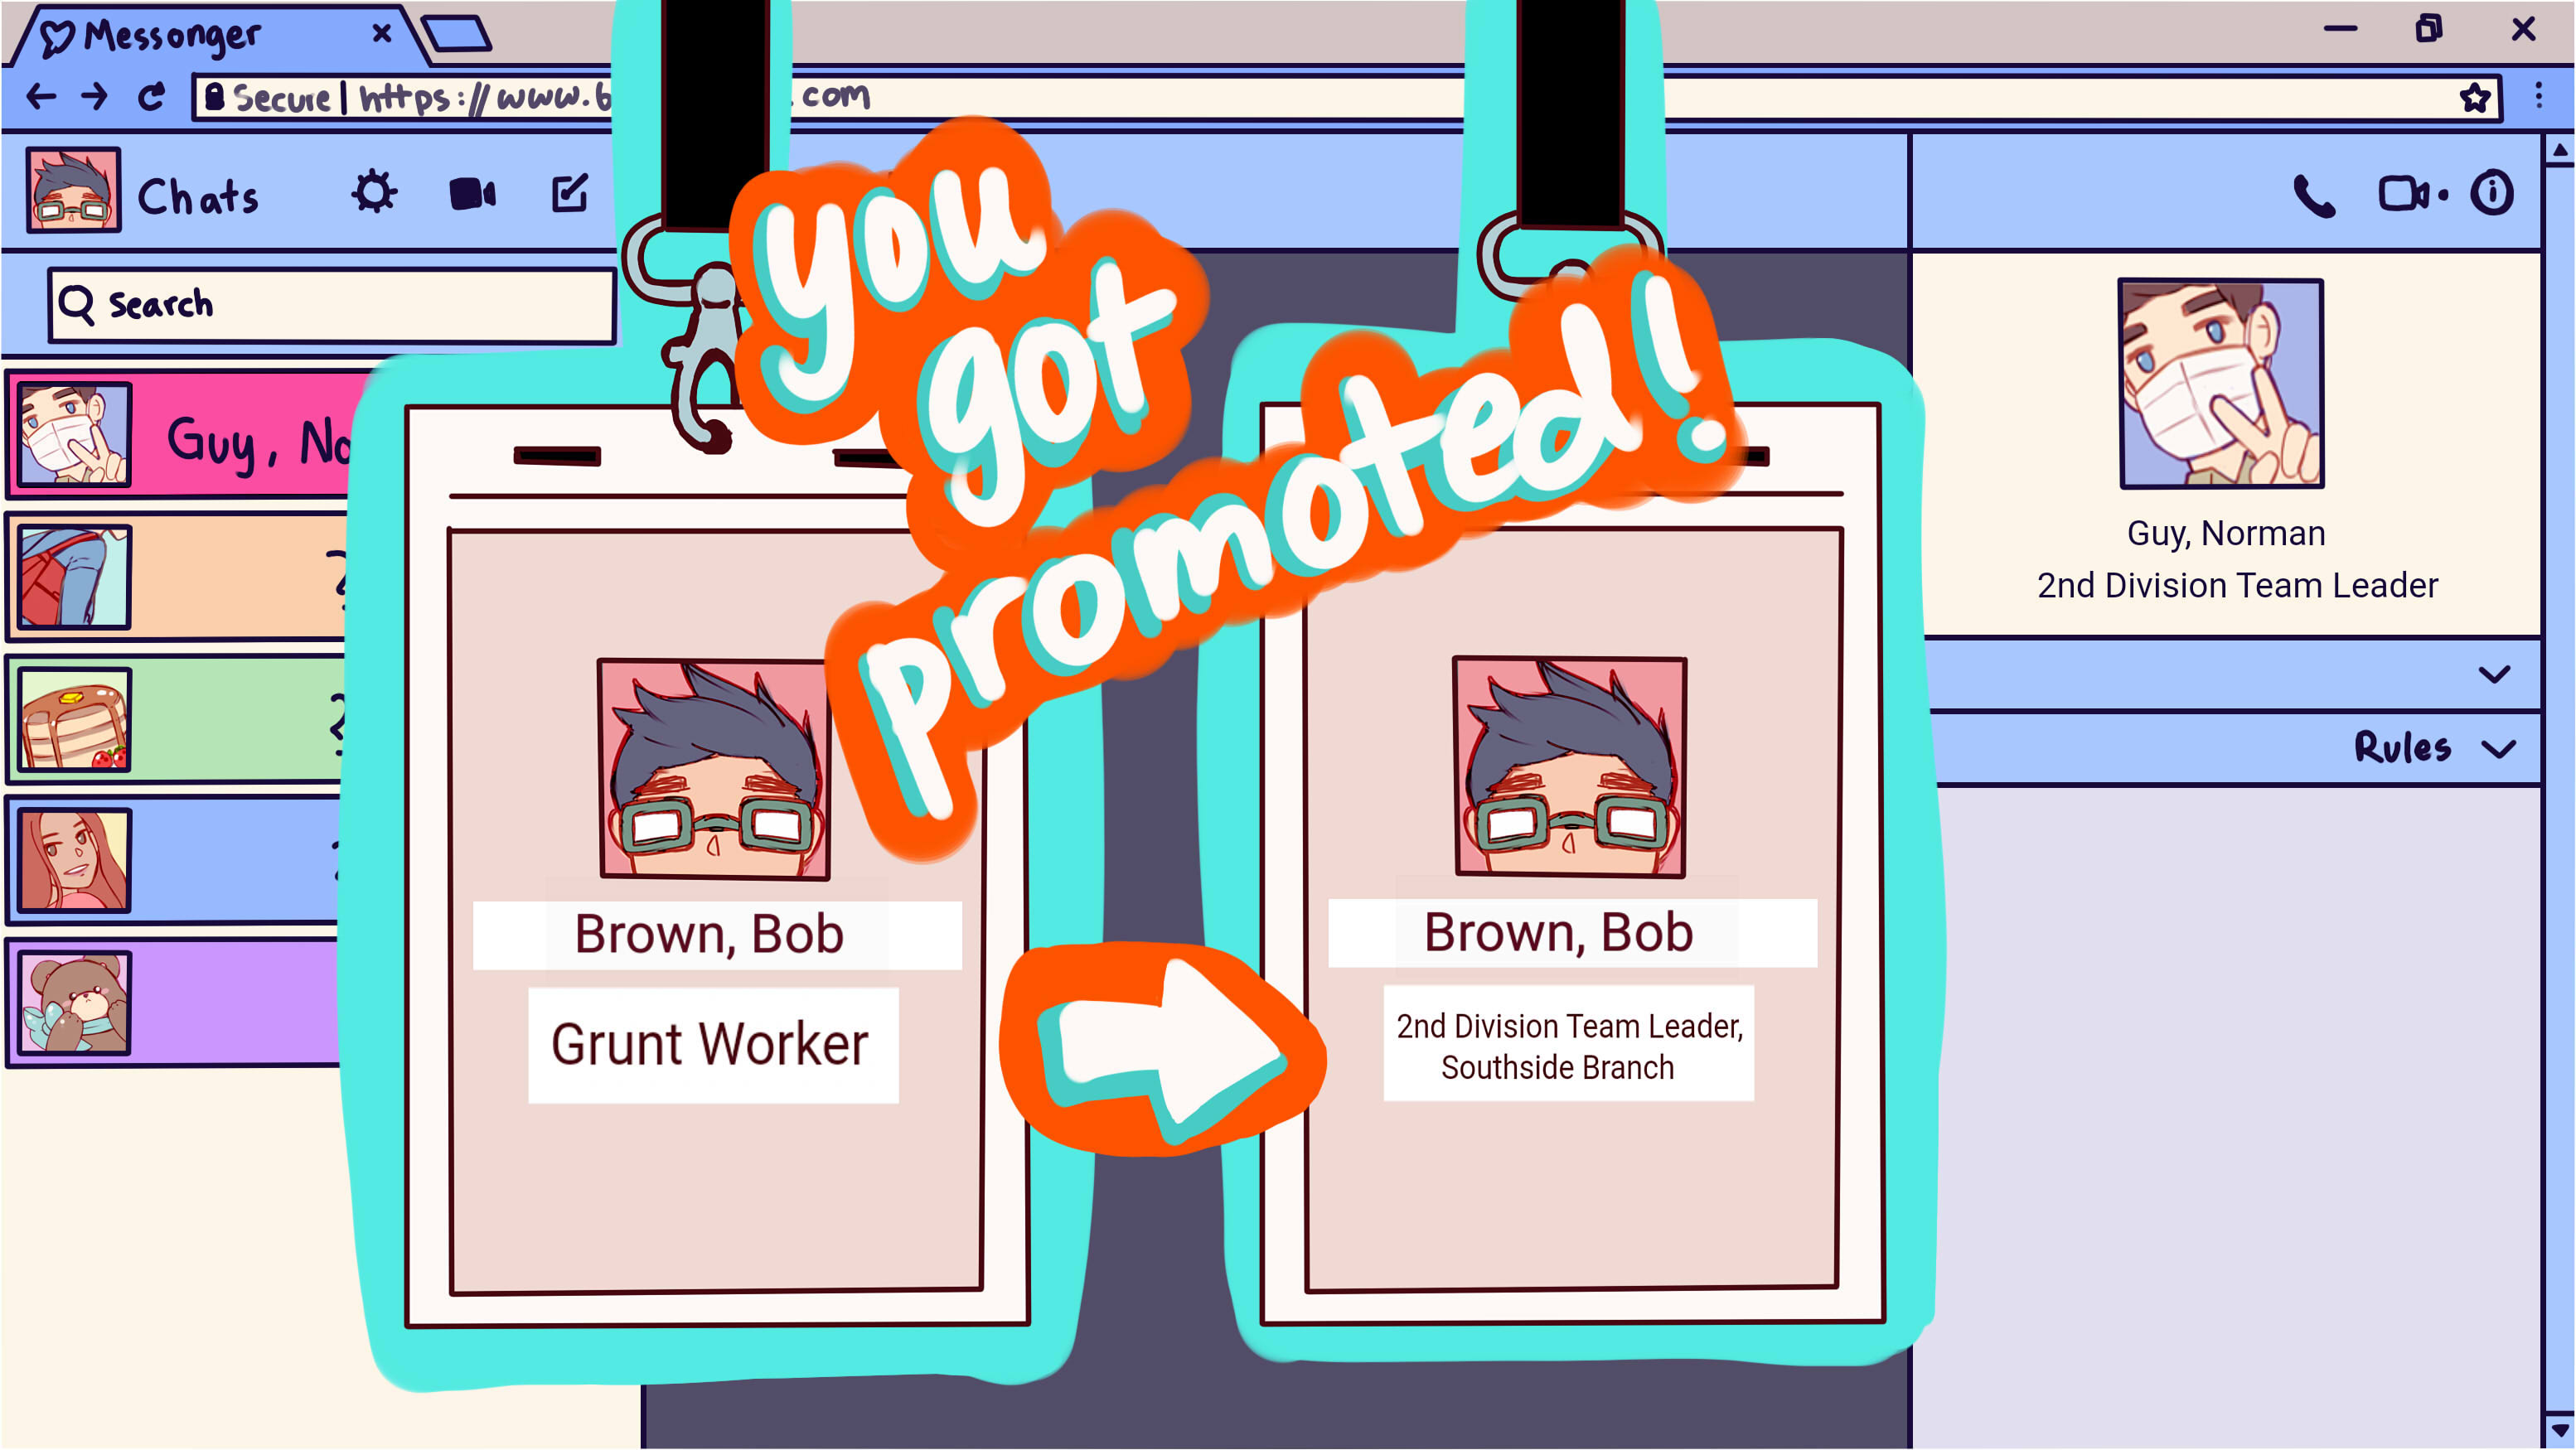 Messonger
Secure | https://www.b
.com
Chats
Search
Guy, No
you
got
promoted!
Guy, Norman
2nd Division Team Leader
Rules
Brown, Bob
Grunt Worker
Brown, Bob
2nd Division Team Leader,
Southside Branch